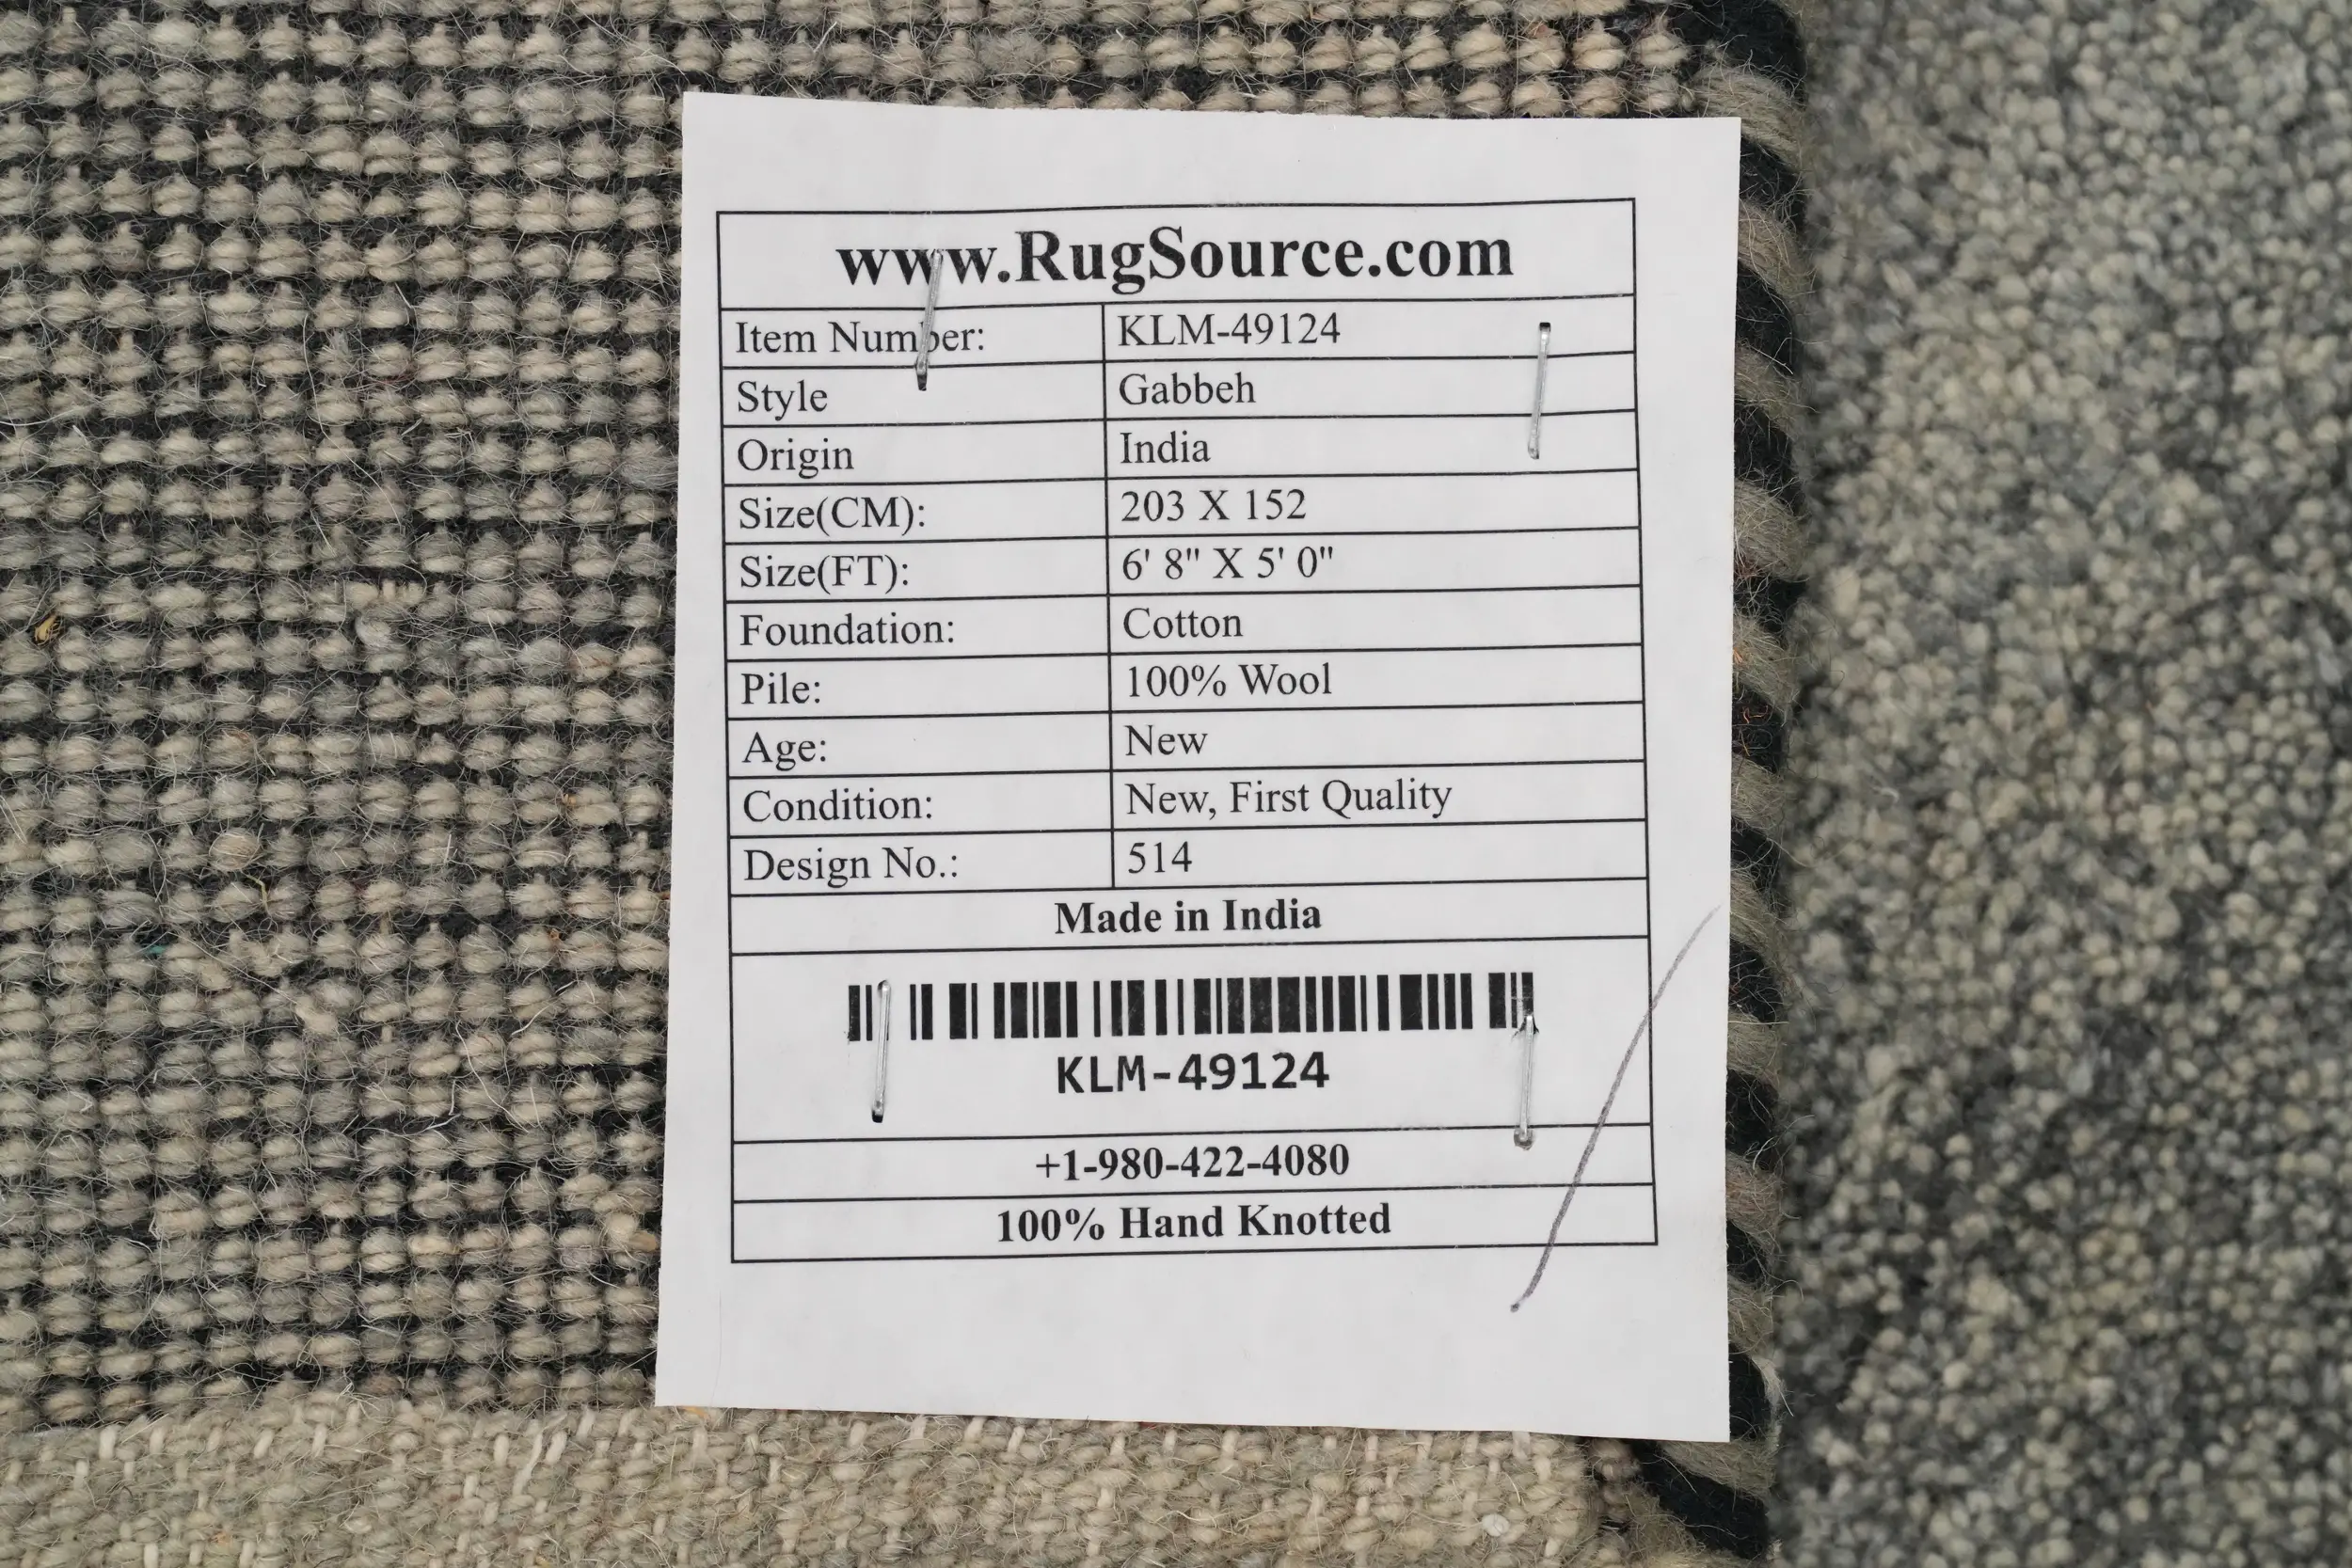 www.RugSource.com
Item Number: KLM-49124
Style Gabbeh
Origin India
Size(CM): 203 X 152
Size(FT): 6' 8" X 5' 0"
Foundation: Cotton
Pile: 100% Wool
Age: New
Condition: New, First Quality
Design No.: 514
Made in India
KLM-49124
+1-980-422-4080
100% Hand Knotted